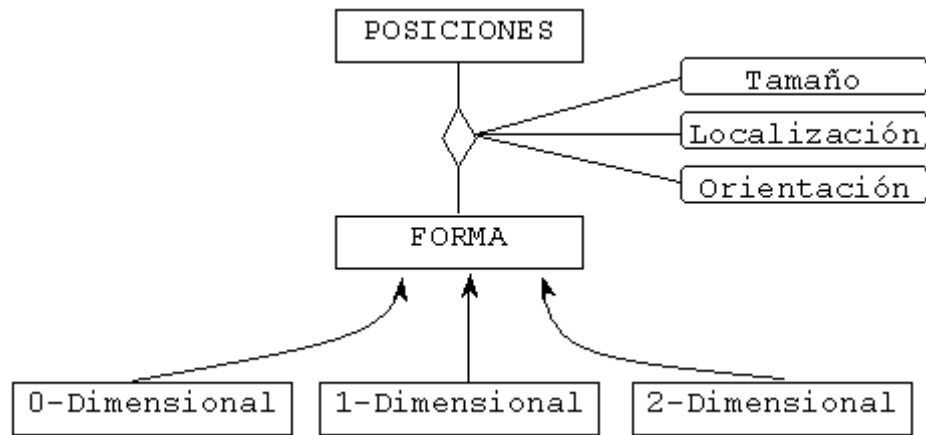 POSICIONES
Tamaño
Localización
Orientación
FORMA
0-Dimensional
1-Dimensional
2-Dimensional